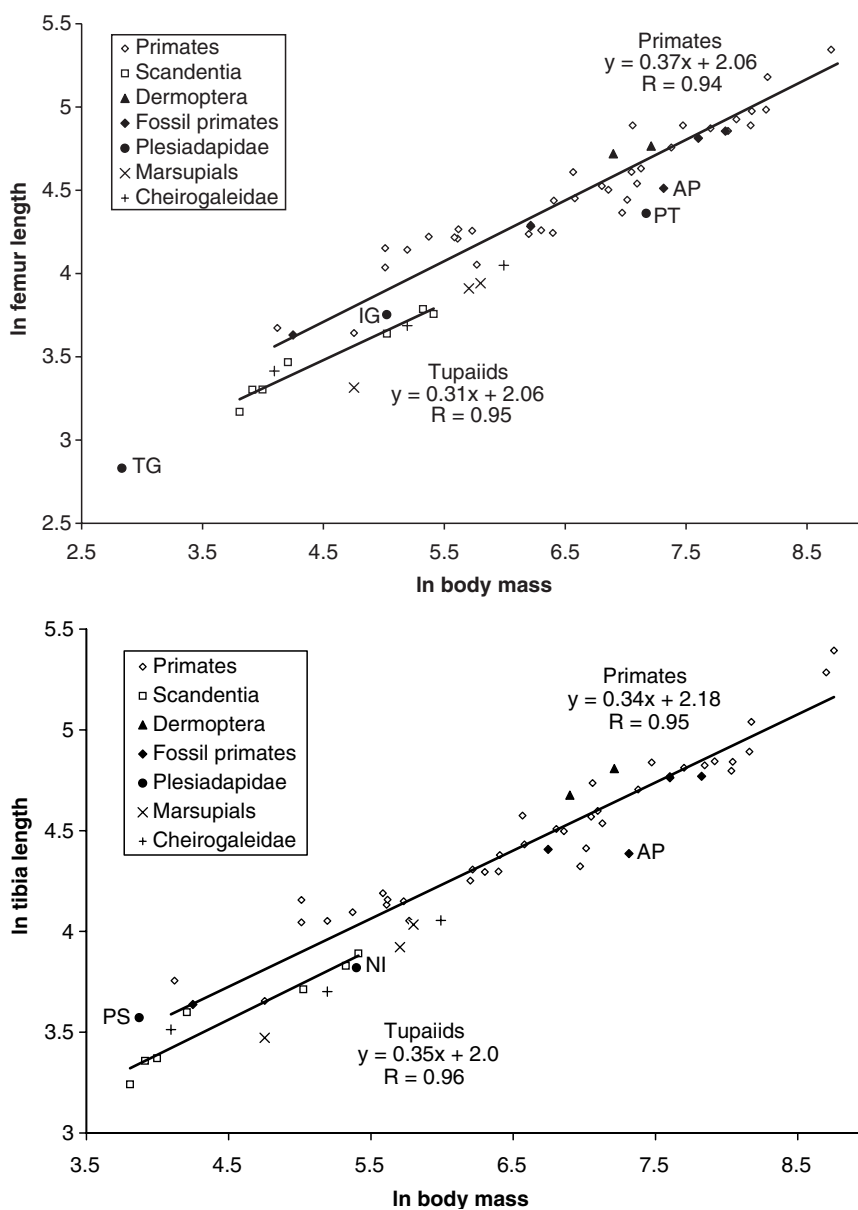 5.5
5
4.5
4
3.5
3
2.5
ln femur length
Primates
Scandentia
Dermoptera
Fossil primates
Plesiadapidae
Marsupials
Cheirogaleidae
Primates
y = 0.37x + 2.06
R = 0.94
AP
PT
IG
Tupaiids
y = 0.31x + 2.06
R = 0.95
TG
2.5 3.5 4.5 5.5 6.5 7.5 8.5
ln body mass
5.5
5
4.5
4
3.5
3
ln tibia length
Primates
Scandentia
Dermoptera
Fossil primates
Plesiadapidae
Marsupials
Cheirogaleidae
Primates
y = 0.34x + 2.18
R = 0.95
AP
NI
PS
Tupaiids
y = 0.35x + 2.0
R = 0.96
3.5 4.5 5.5 6.5 7.5 8.5
ln body mass